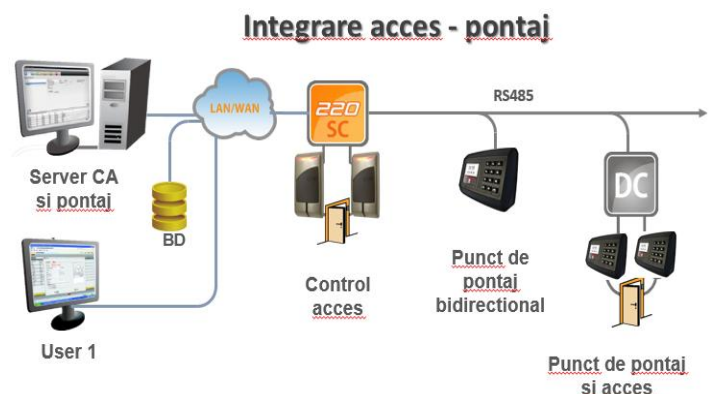 Integrare acces - pontaj
LAN/WAN
220
SC
RS485
DC
Server CA
si pontaj
BD
User 1
Control
acces
Punct de
pontaj
bidirectional
Punct de pontaj
si acces